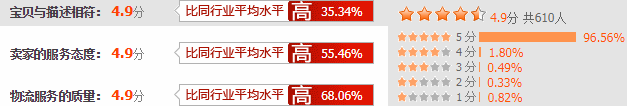 宝贝与描述相符： 4.9分 比同行业平均水平 高 35.34%
卖家的服务态度： 4.9分 比同行业平均水平 高 55.46%
物流服务的质量： 4.9分 比同行业平均水平 高 68.06%
4.9分 共610人
5分 96.56%
4分 1.80%
3分 0.49%
2分 0.33%
1分 0.82%